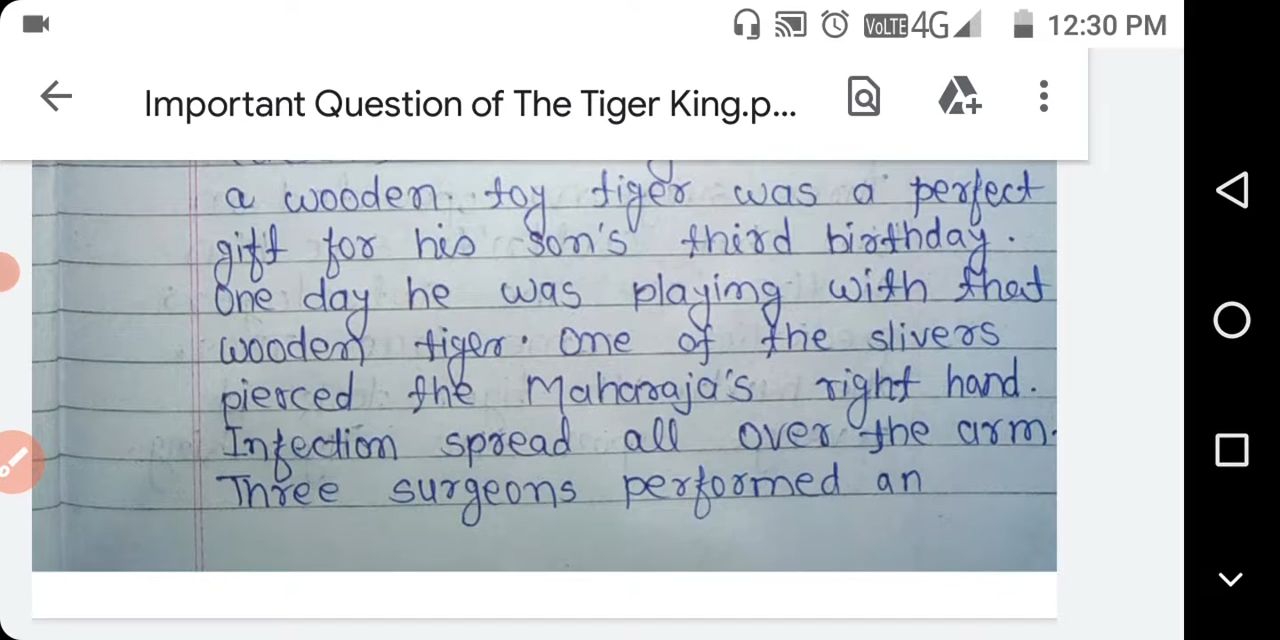 VoLTE 4G 12:30 PM
Important Question of The Tiger King.p...
a wooden toy tiger was a perfect
gift for his son's third birthday.
One day he was playing with that
wooden tiger. One of the slivers
pierced the Maharaja's right hand.
Infection spread all over the arm.
Three surgeons performed an